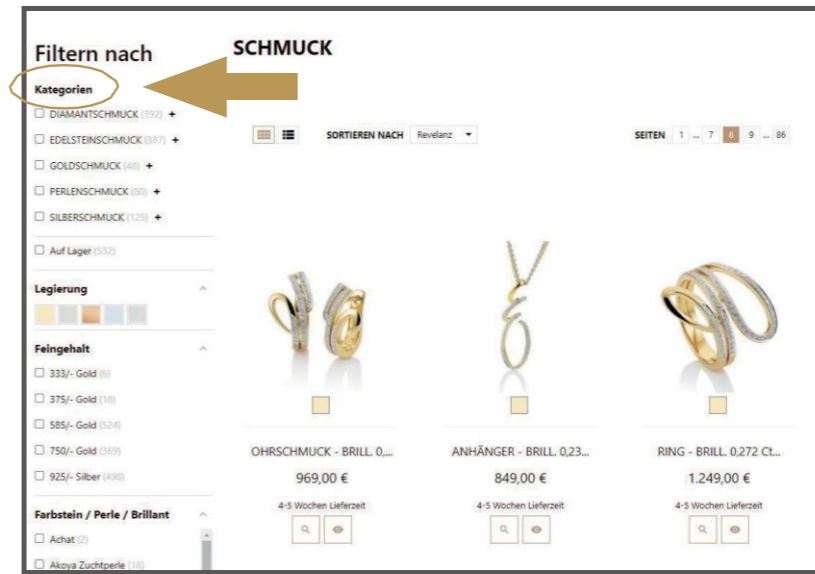 Filtern nach
Kategorien
DIAMANTSCHMUCK (392) +
EDELSTEINSCHMUCK (387) +
GOLDSCHMUCK (48) +
PERLENSCHMUCK (80) +
SILBERSCHMUCK (125) +
Auf Lager (532)
Legierung
Feingehalt
333/- Gold (6)
375/- Gold (18)
585/- Gold (524)
750/- Gold (369)
925/- Silber (498)
Farbstein / Perle / Brillant
Achat (2)
Akoya Zuchtperle (18)
SCHMUCK
SORTIEREN NACH Revelanz
SEITEN 1 ... 7 8 9 ... 86
OHRSCHMUCK - BRILL. 0,...
969,00 €
4-5 Wochen Lieferzeit
ANHÄNGER - BRILL. 0,23...
849,00 €
4-5 Wochen Lieferzeit
RING - BRILL. 0,272 Ct...
1.249,00 €
4-5 Wochen Lieferzeit